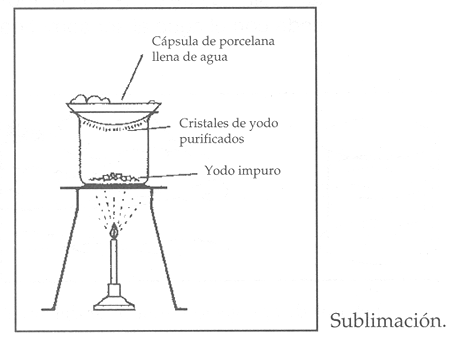 Cápsula de porcelana
llena de agua
Cristales de yodo
purificados
Yodo impuro
Sublimación.